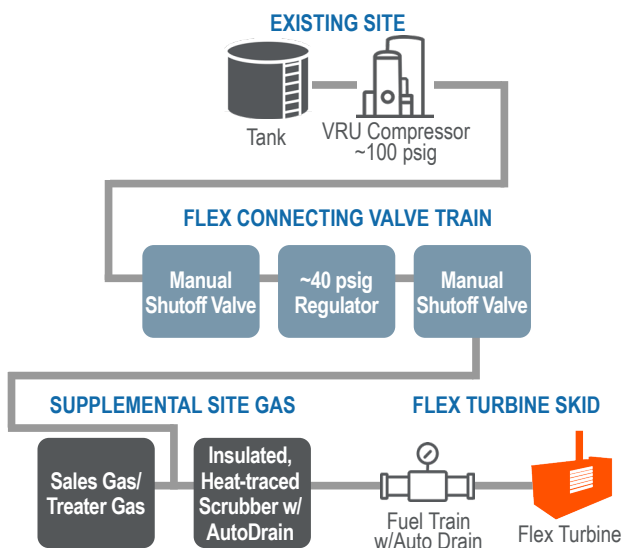 EXISTING SITE
Tank
VRU Compressor
~100 psig
FLEX CONNECTING VALVE TRAIN
Manual
Shutoff Valve
~40 psig
Regulator
Manual
Shutoff Valve
SUPPLEMENTAL SITE GAS
FLEX TURBINE SKID
Sales Gas/
Treater Gas
Insulated,
Heat-traced
Scrubber w/
AutoDrain
Fuel Train
w/Auto Drain
Flex Turbine